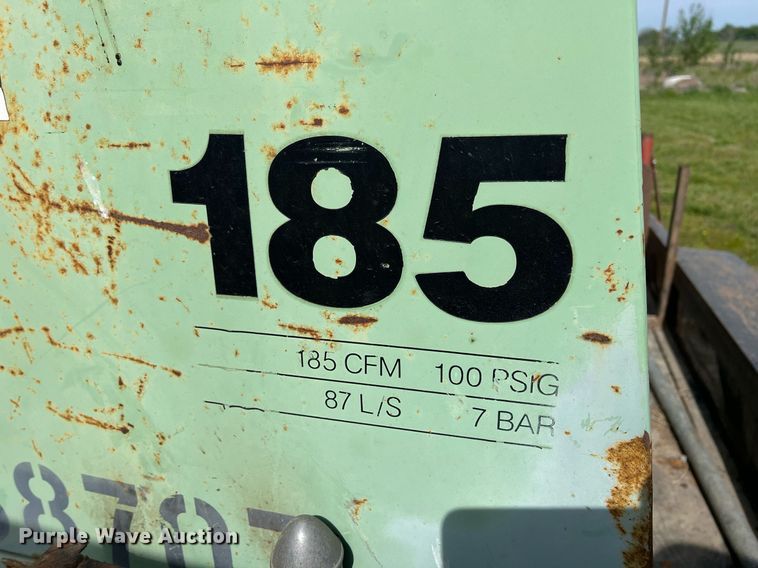 185
185 CFM 100 PSIG
87 L/S 7 BAR
Purple Wave Auction